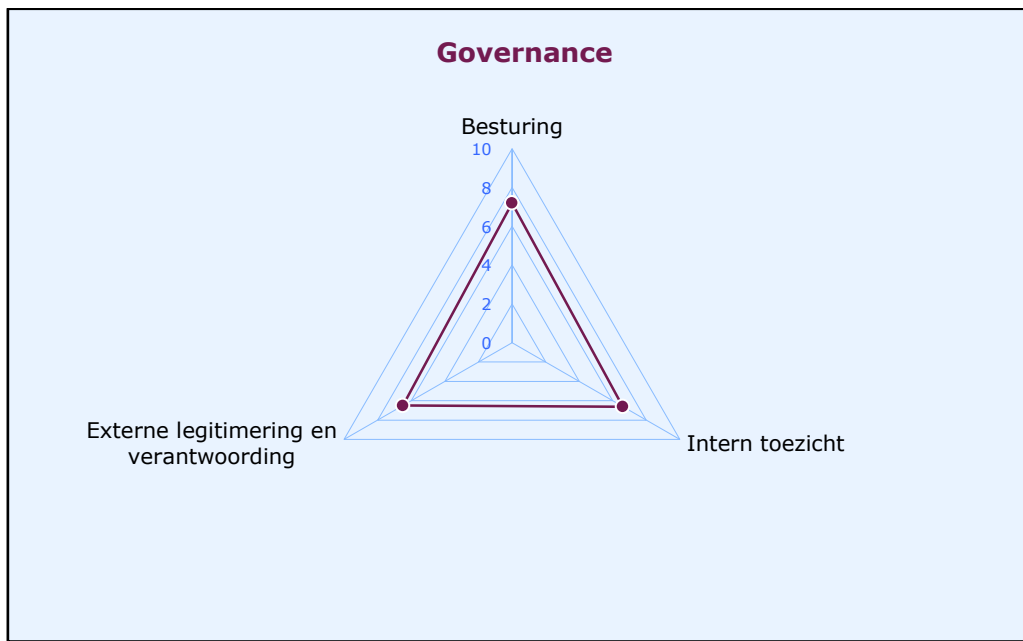 Governance
Besturing
10
8
6
4
2
0
Externe legitimering en
verantwoording
Intern toezicht